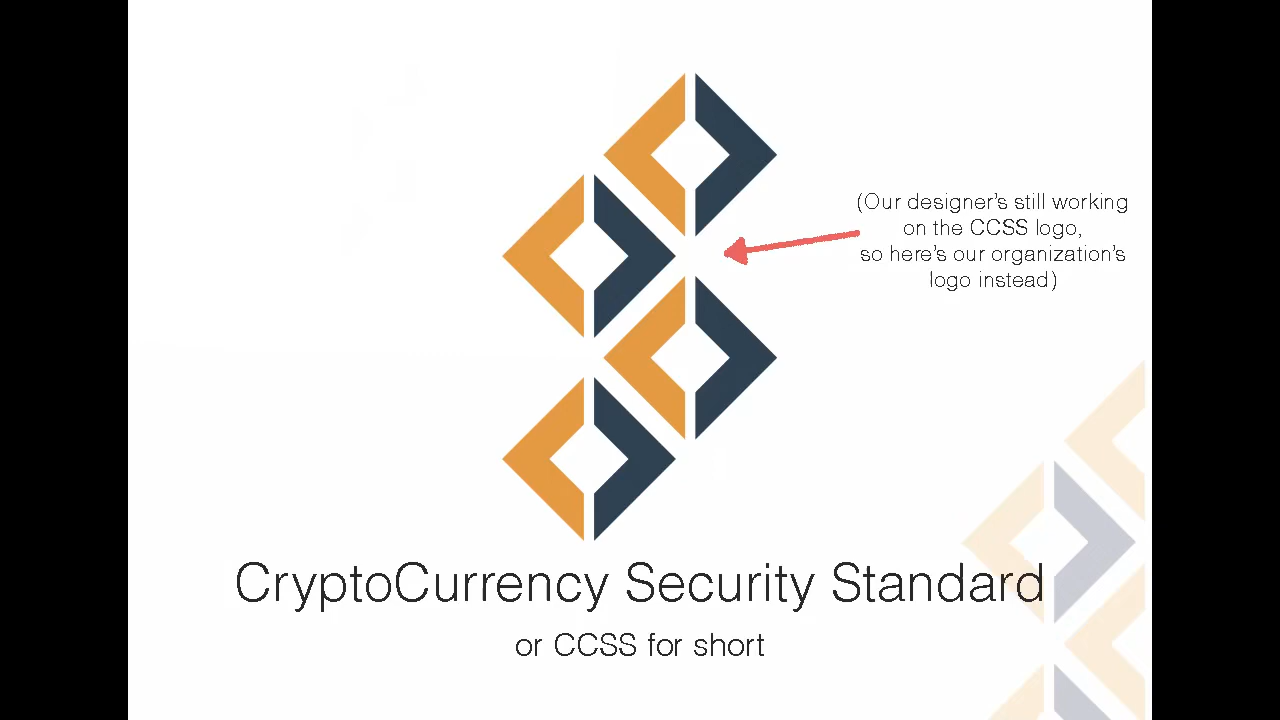 (Our designer's still working
on the CCSS logo,
so here's our organization's
logo instead)
CryptoCurrency Security Standard
or CCSS for short